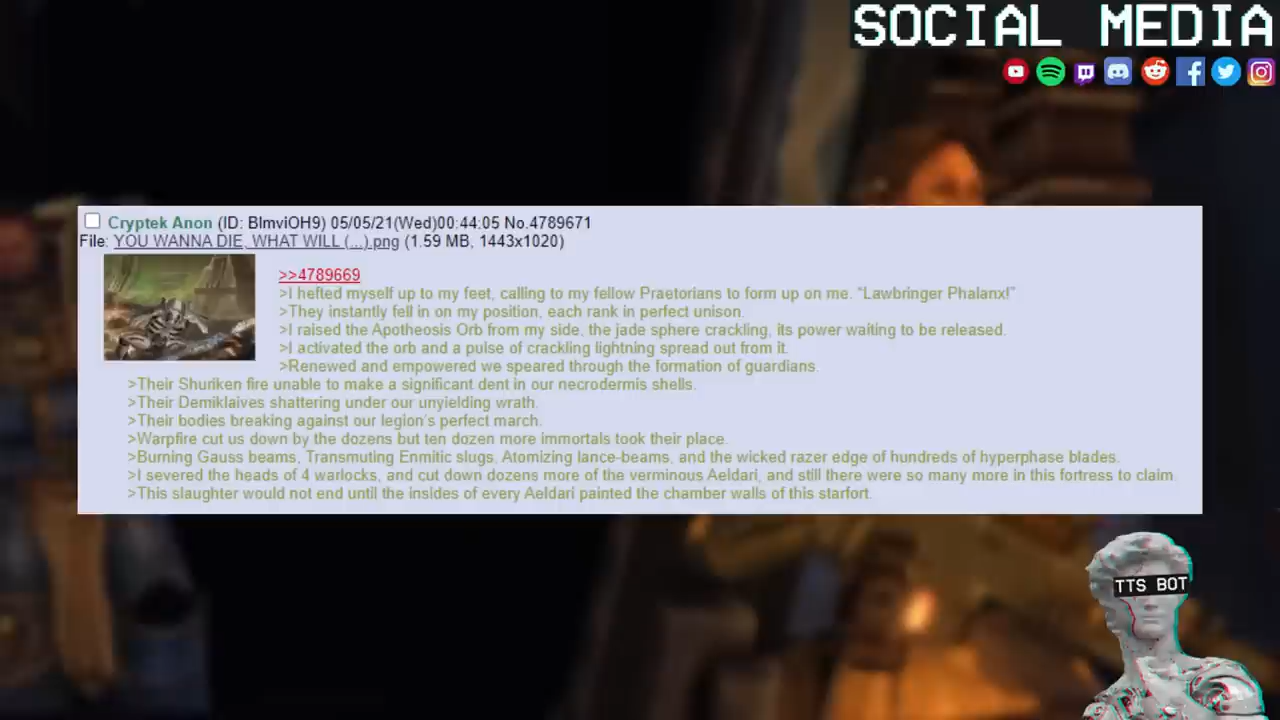 SOCIAL MEDIA
Cryptek Anon (ID: BlmviOH9) 05/05/21(Wed)00:44:05 No.4789671
File: YOU WANNA DIE, WHAT WILL (...).png (1.59 MB, 1443x1020)
>>4789669
>I hefted myself up to my feet, calling to my fellow Praetorians to form up on me. “Lawbringer Phalanx!”
>They instantly fell in on my position, each rank in perfect unison.
>I raised the Apotheosis Orb from my side, the jade sphere crackling, its power waiting to be released.
>I activated the orb and a pulse of crackling lightning spread out from it.
>Renewed and empowered we speared through the formation of guardians.
>Their Shuriken fire unable to make a significant dent in our necrodermis shells.
>Their Demiklaives shattering under our unyielding wrath.
>Their bodies breaking against our legion's perfect march.
>Warpfire cut us down by the dozens but ten dozen more immortals took their place.
>Burning Gauss beams, Transmuting Enmitic slugs, Atomizing lance-beams, and the wicked razer edge of hundreds of hyperphase blades.
>I severed the heads of 4 warlocks, and cut down dozens more of the verminous Aeldari, and still there were so many more in this fortress to claim.
>This slaughter would not end until the insides of every Aeldari painted the chamber walls of this starfort.
TTS BOT